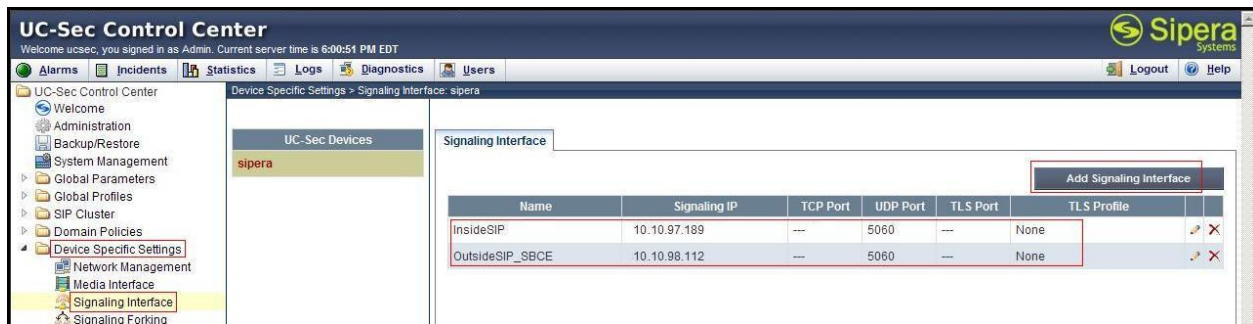 UC-Sec Control Center
Welcome ucsec, you signed in as Admin. Current server time is 6:00:51 PM EDT
Sipera Systems
Alarms Incidents Statistics Logs Diagnostics Users Logout Help
UC-Sec Control Center
Welcome
Administration
Backup/Restore
System Management
Global Parameters
Global Profiles
SIP Cluster
Domain Policies
Device Specific Settings
Network Management
Media Interface
Signaling Interface
Signaling Forking
Device Specific Settings > Signaling Interface: sipera
UC-Sec Devices
sipera
Signaling Interface
Add Signaling Interface
Name Signaling IP TCP Port UDP Port TLS Port TLS Profile
InsideSIP 10.10.97.189 --- 5060 --- None
OutsideSIP_SBCE 10.10.98.112 --- 5060 --- None